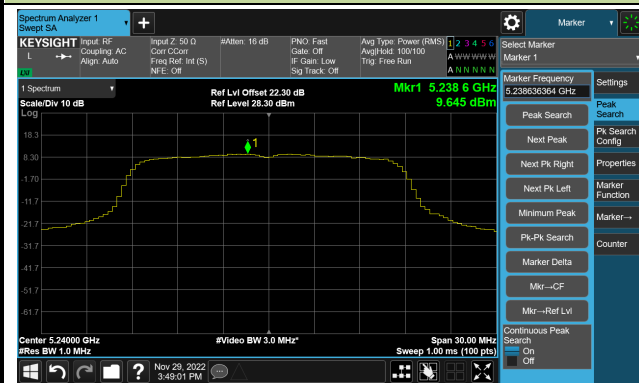 Spectrum Analyzer 1
Swept SA
+
Marker
KEYSIGHT
L
LM
Input: RF
Coupling: AC
Align: Auto
Input Z: 50 Ω
Corr CCorr
Freq Ref: Int (S)
NFE: Off
#Atten: 16 dB
PNO: Fast
Gate: Off
IF Gain: Low
Sig Track: Off
Avg Type: Power (RMS)
Avg|Hold: 100/100
Trig: Free Run
1 2 3 4 5 6
A W W W W W
A N N N N N
Select Marker
Marker 1
1 Spectrum
Scale/Div 10 dB
Log
Ref Lvl Offset 22.30 dB
Ref Level 28.30 dBm
Mkr1 5.238 6 GHz
9.645 dBm
1
18.3
8.30
-1.70
-11.7
-21.7
-31.7
-41.7
-51.7
-61.7
Center 5.24000 GHz
#Res BW 1.0 MHz
#Video BW 3.0 MHz*
Span 30.00 MHz
Sweep 1.00 ms (100 pts)
Marker Frequency
5.238636364 GHz
Peak Search
Next Peak
Next Pk Right
Next Pk Left
Minimum Peak
Pk-Pk Search
Marker Delta
Mkr→CF
Mkr→Ref Lvl
Continuous Peak
Search
On
Off
Settings
Peak
Search
Pk Search
Config
Properties
Marker
Function
Marker→
Counter
?
Nov 29, 2022
3:49:01 PM